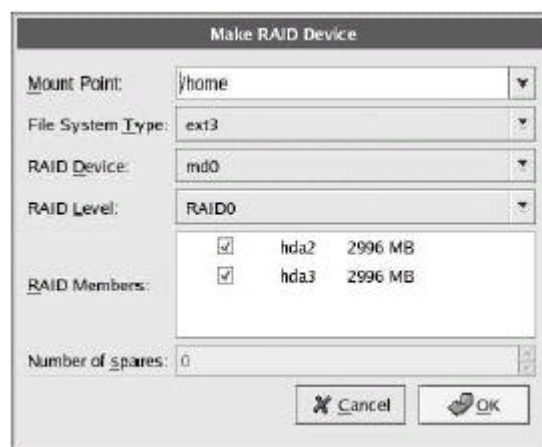 Make RAID Device
Mount Point: /home
File System Type: ext3
RAID Device: md0
RAID Level: RAID0
hda2 2996 MB
hda3 2996 MB
RAID Members:
Number of spares: 0
Cancel OK